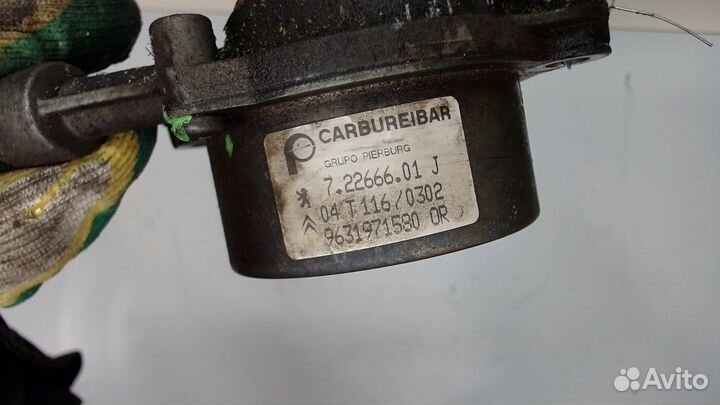 CARBUREIBAR
GRUPO PIERBURG
7.22666.01 J
04 T 116/0302
9631971580 OR
Avito